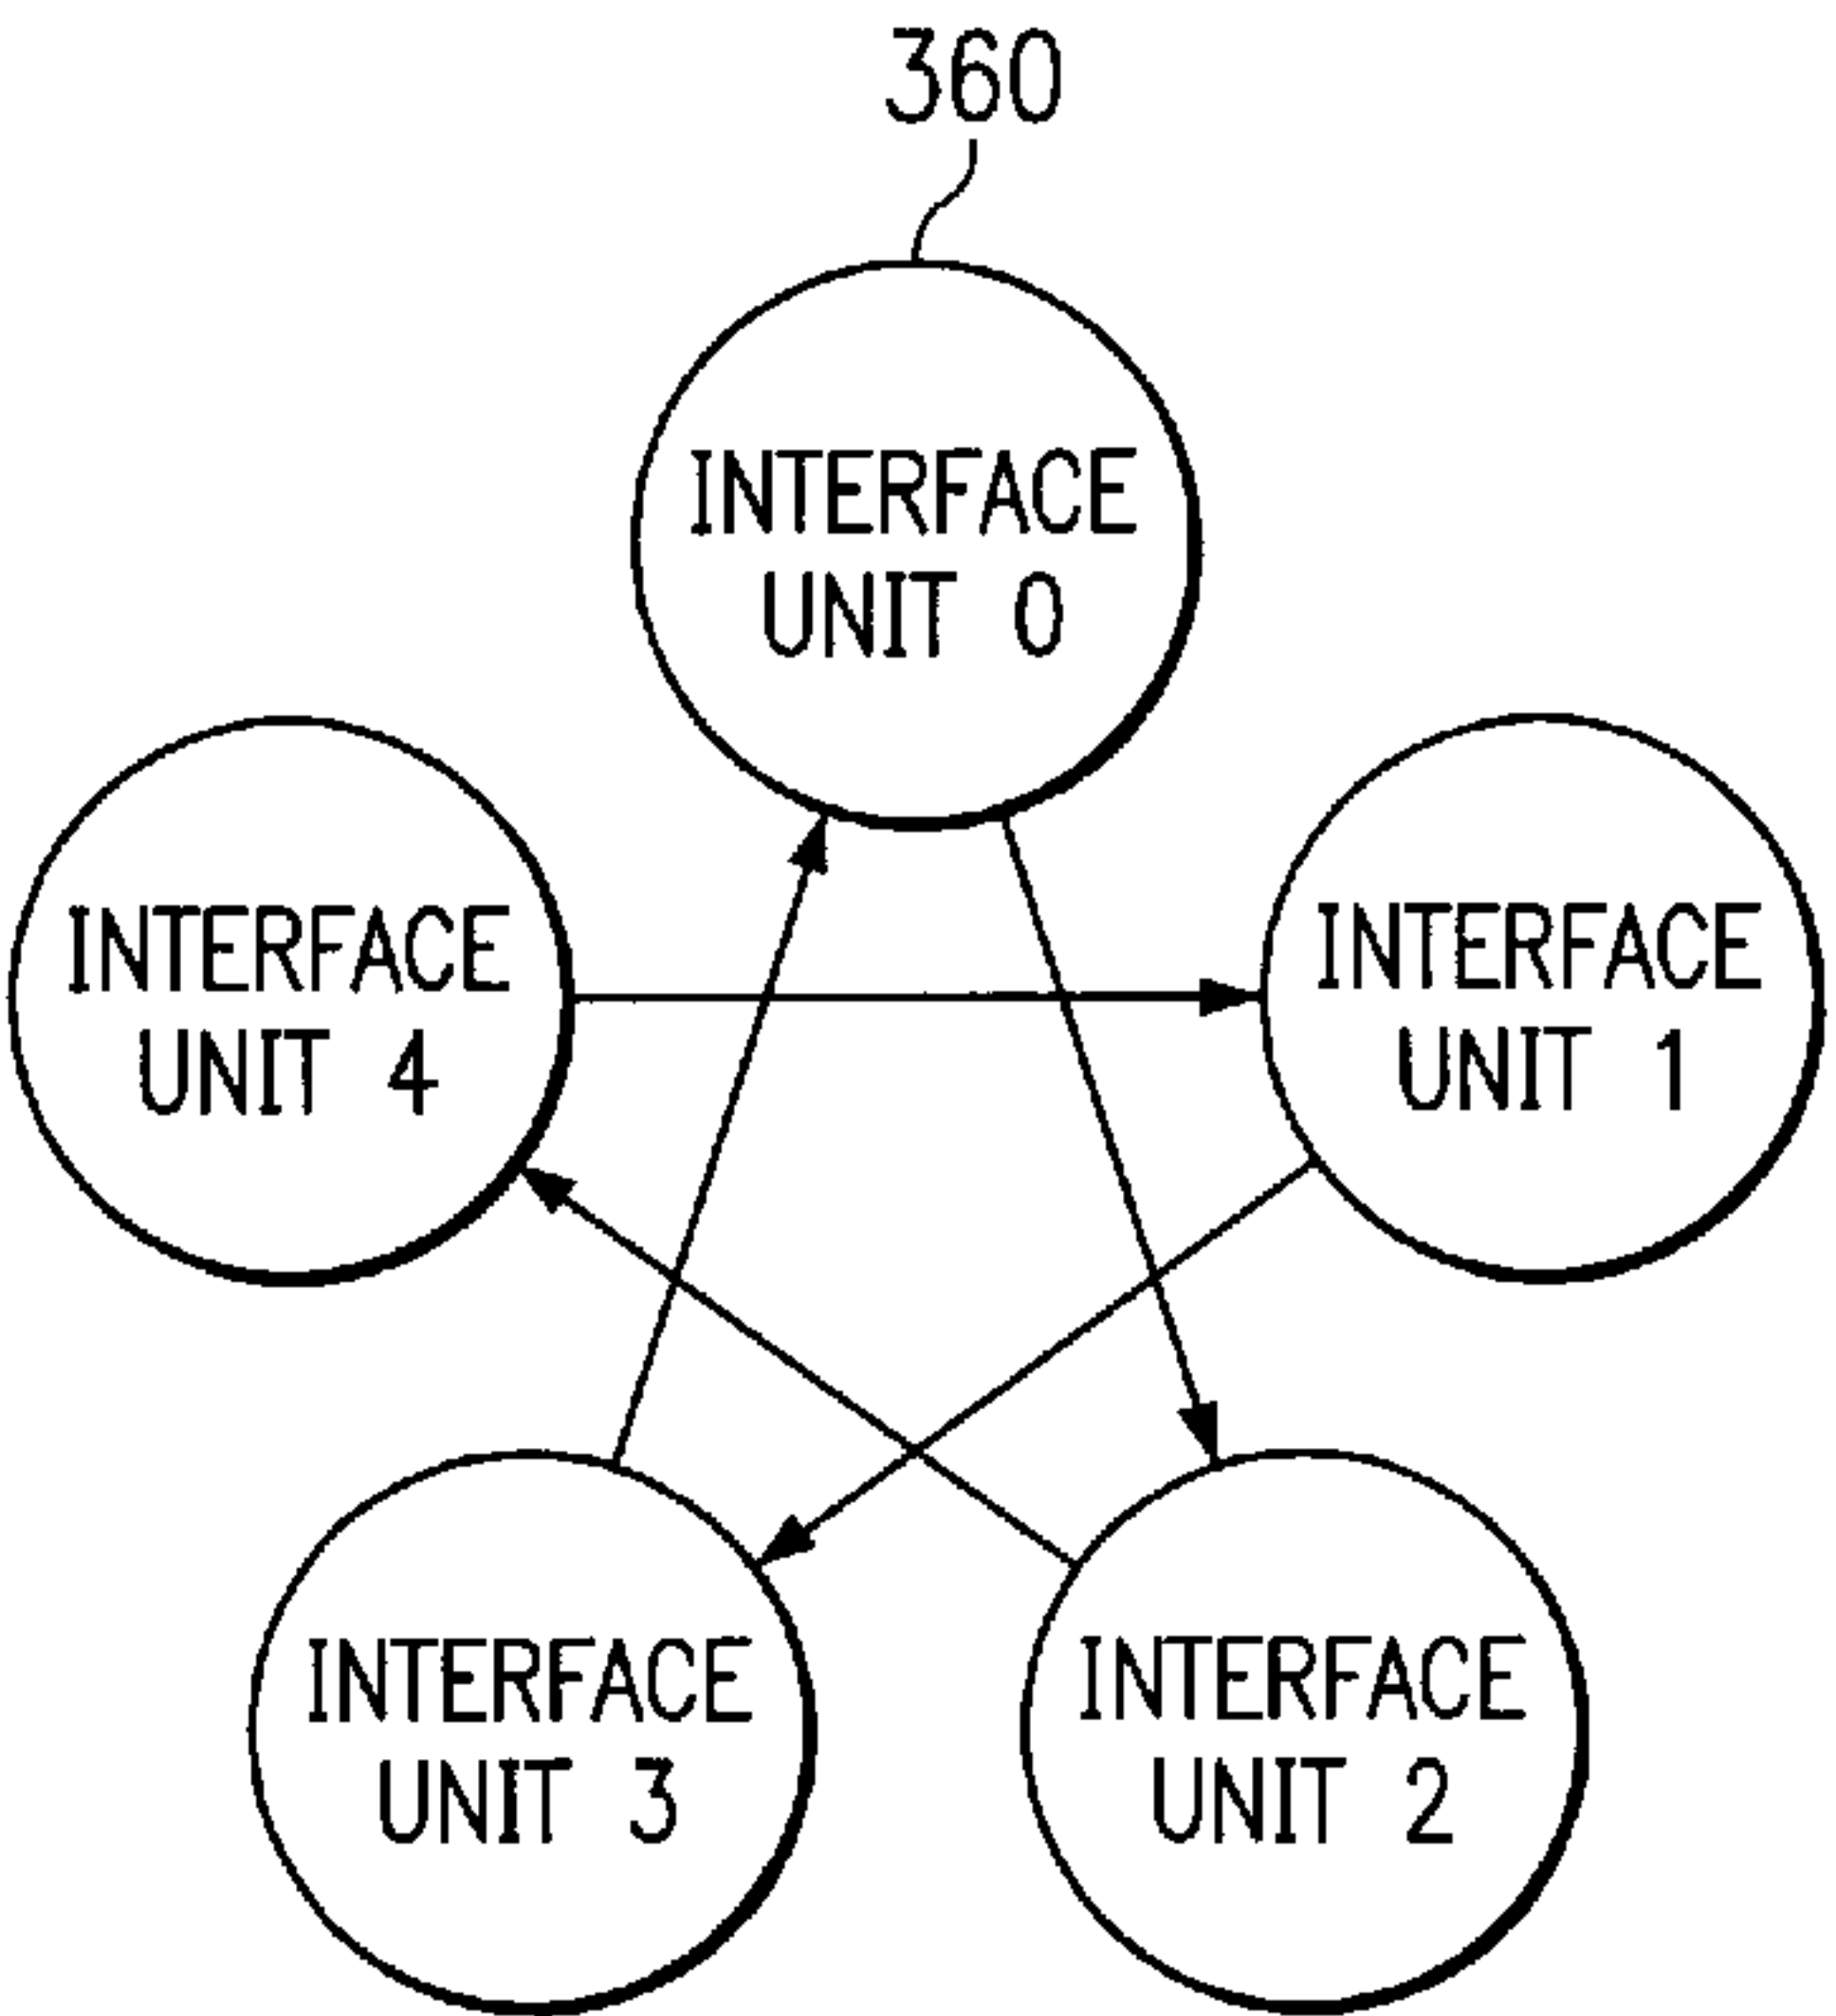 360
INTERFACE
UNIT 0
INTERFACE
UNIT 4
INTERFACE
UNIT 1
INTERFACE
UNIT 3
INTERFACE
UNIT 2